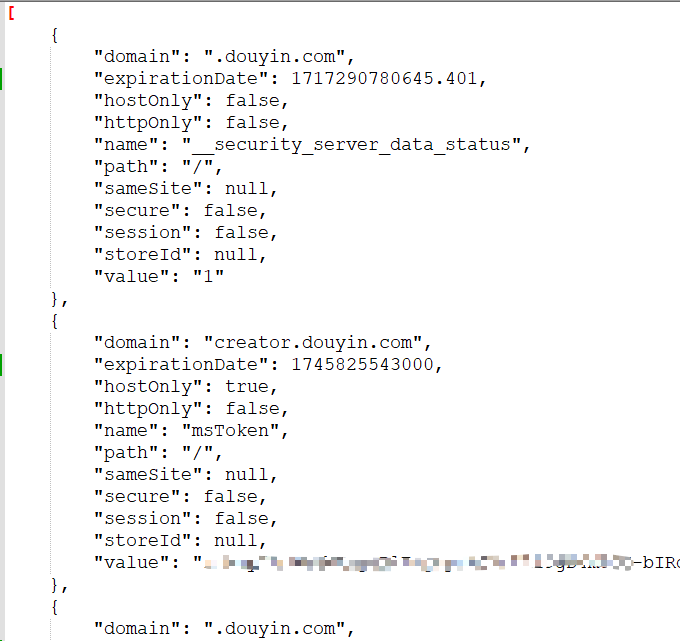 [
{
"domain": ".douyin.com",
"expirationDate": 1717290780645.401,
"hostOnly": false,
"httpOnly": false,
"name": "__security_server_data_status",
"path": "/",
"sameSite": null,
"secure": false,
"session": false,
"storeId": null,
"value": "1"
},
{
"domain": "creator.douyin.com",
"expirationDate": 1745825543000,
"hostOnly": true,
"httpOnly": false,
"name": "msToken",
"path": "/",
"sameSite": null,
"secure": false,
"session": false,
"storeId": null,
"value": "
},
{
"domain": ".douyin.com",